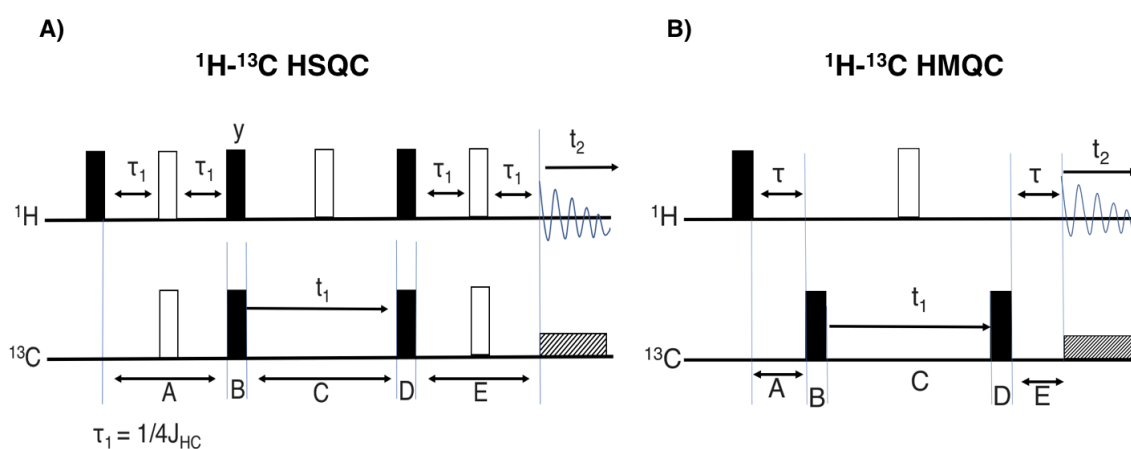 A)
¹H-¹³C HSQC
y
τ₁ τ₁ τ₁ τ₁ t₂
¹H
t₁
¹³C
A B C D E
τ₁ = 1/4J_HC
B)
¹H-¹³C HMQC
τ τ t₂
¹H
t₁
¹³C
A B C D E